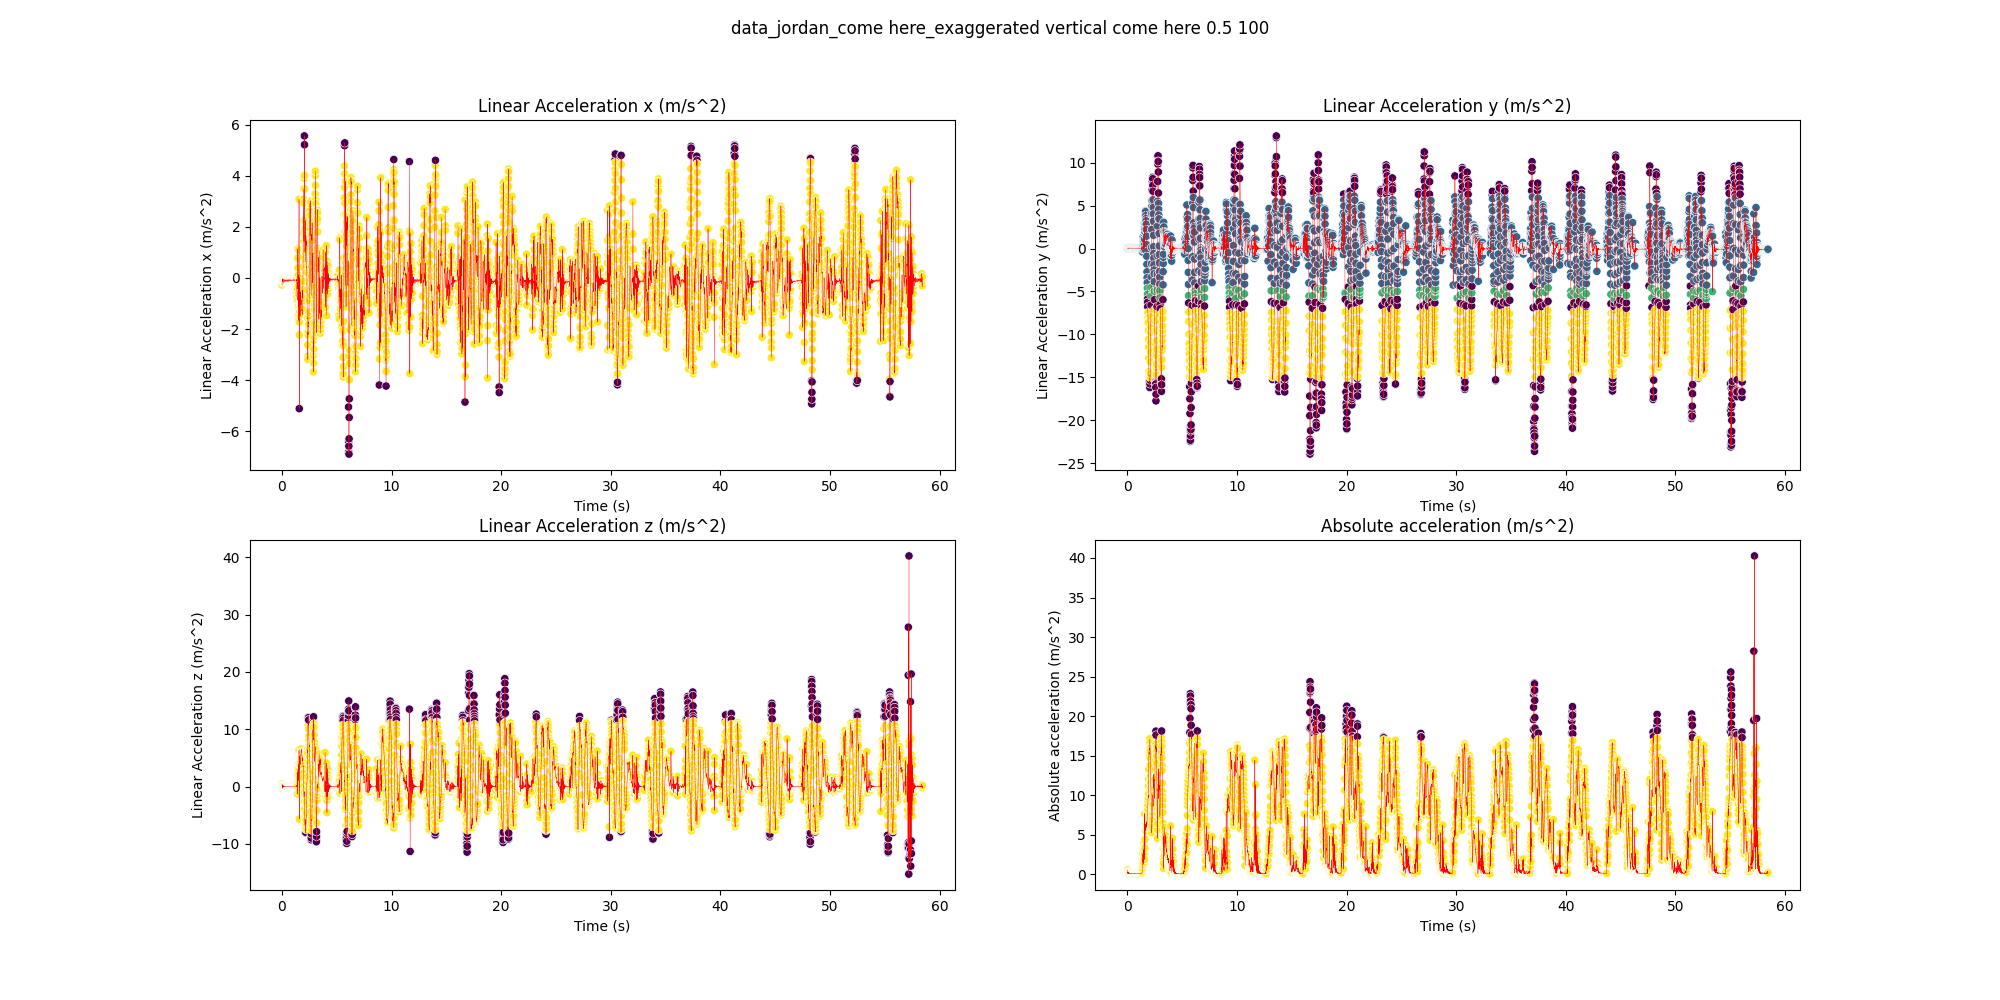 data_jordan_come here_exaggerated vertical come here 0.5 100
Linear Acceleration x (m/s^2)
Linear Acceleration x (m/s^2)
6
4
2
0
−2
−4
−6
0 10 20 30 40 50 60
Time (s)
Linear Acceleration y (m/s^2)
Linear Acceleration y (m/s^2)
10
5
0
−5
−10
−15
−20
−25
0 10 20 30 40 50 60
Time (s)
Linear Acceleration z (m/s^2)
Linear Acceleration z (m/s^2)
40
30
20
10
0
−10
0 10 20 30 40 50 60
Time (s)
Absolute acceleration (m/s^2)
Absolute acceleration (m/s^2)
40
35
30
25
20
15
10
5
0
0 10 20 30 40 50 60
Time (s)